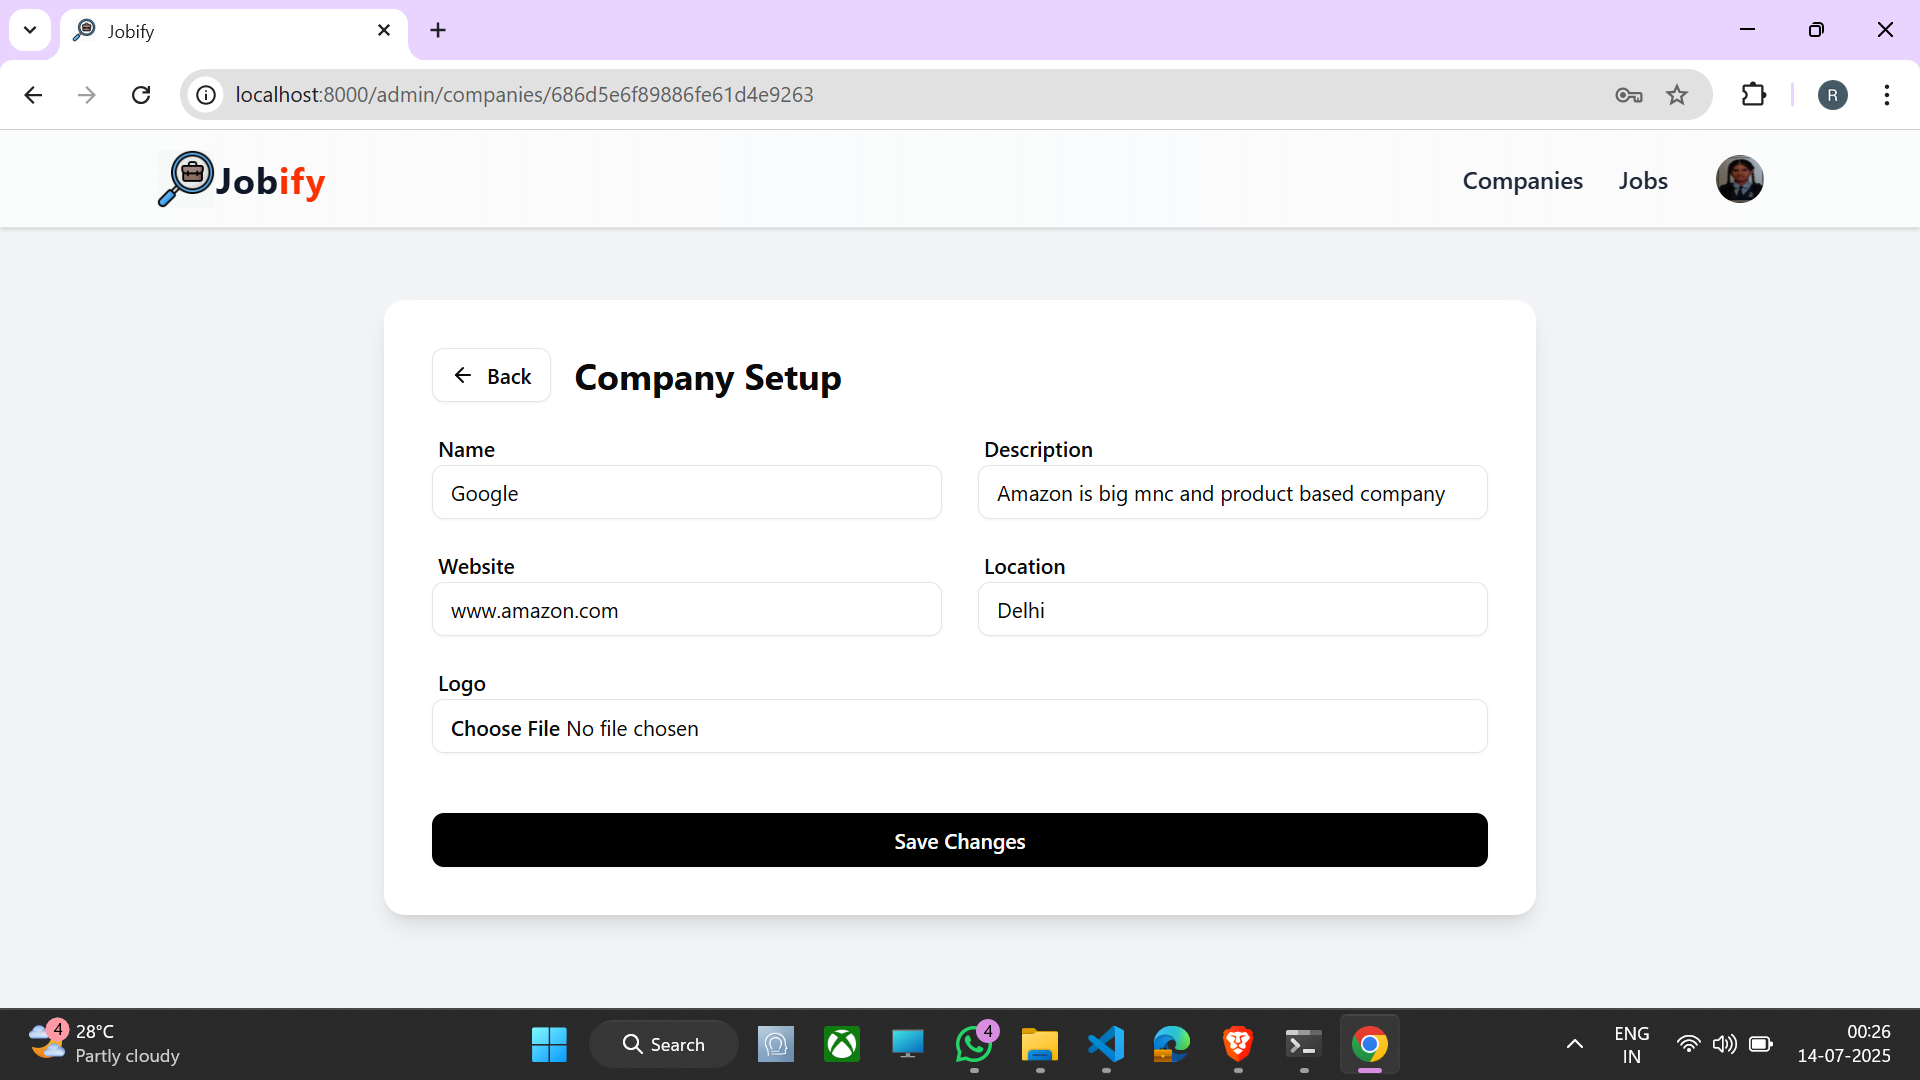 Jobify
localhost:8000/admin/companies/686d5e6f89886fe61d4e9263
R
Jobify
Companies
Jobs
Back
Company Setup
Name
Description
Google
Amazon is big mnc and product based company
Website
Location
www.amazon.com
Delhi
Logo
Choose File No file chosen
Save Changes
4
28°C
Partly cloudy
Search
4
ENG
IN
00:26
14-07-2025